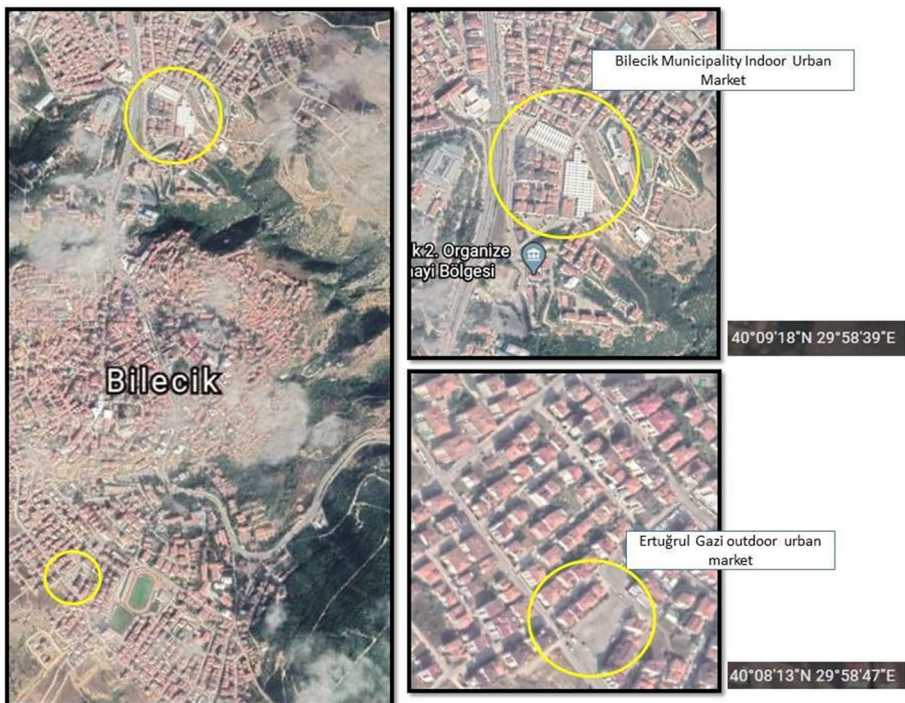 Bilecik
Bilecik Municipality Indoor Urban
Market
k 2. Organize
nayi Bölgesi
40°09'18"N 29°58'39"E
Ertuğrul Gazi outdoor urban
market
40°08'13"N 29°58'47"E